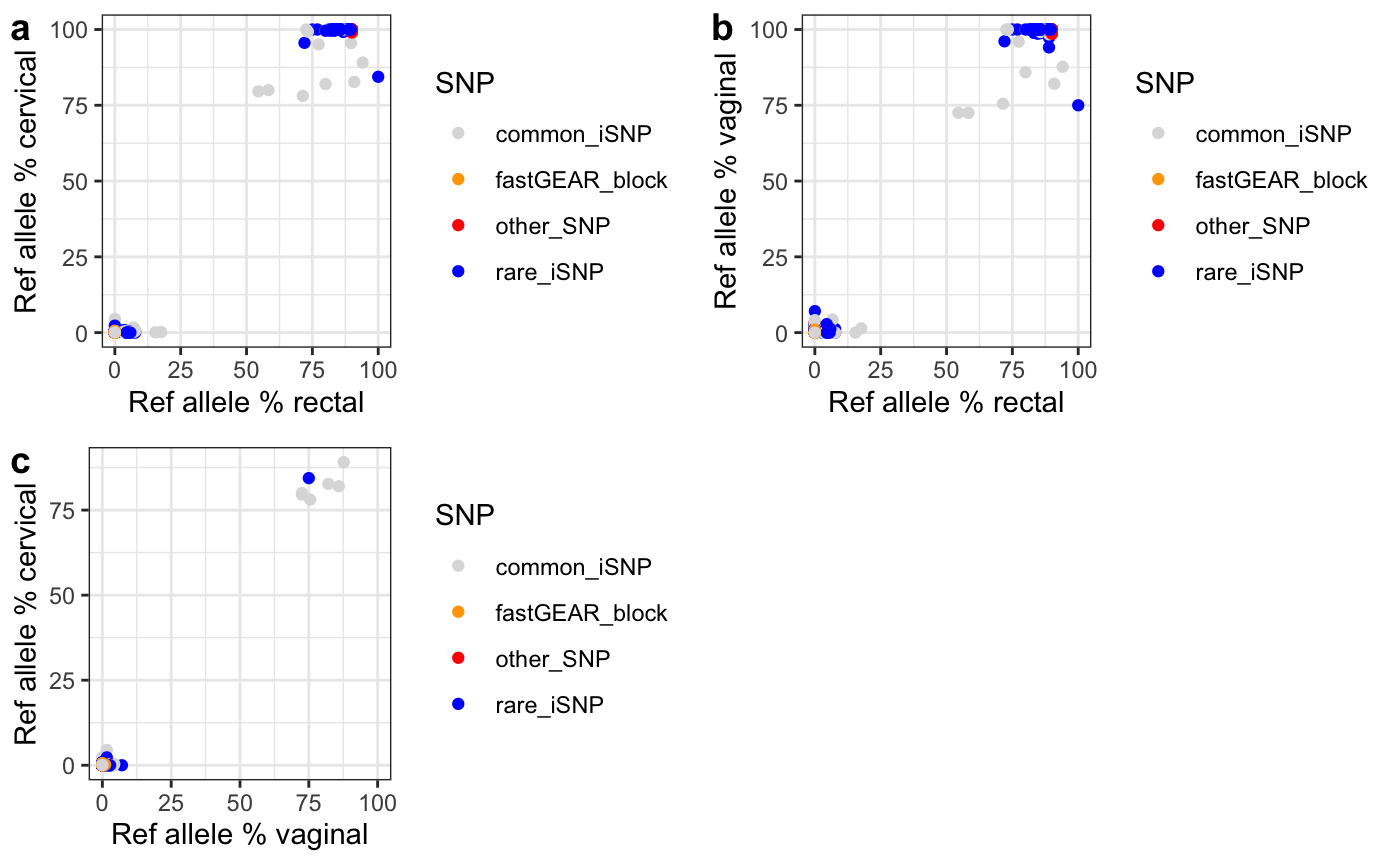 a
Ref allele % cervical
100
75
50
25
0
0 25 50 75 100
Ref allele % rectal
SNP
common_iSNP
fastGEAR_block
other_SNP
rare_iSNP
b
Ref allele % vaginal
100
75
50
25
0
0 25 50 75 100
Ref allele % rectal
SNP
common_iSNP
fastGEAR_block
other_SNP
rare_iSNP
c
Ref allele % cervical
75
50
25
0
0 25 50 75 100
Ref allele % vaginal
SNP
common_iSNP
fastGEAR_block
other_SNP
rare_iSNP